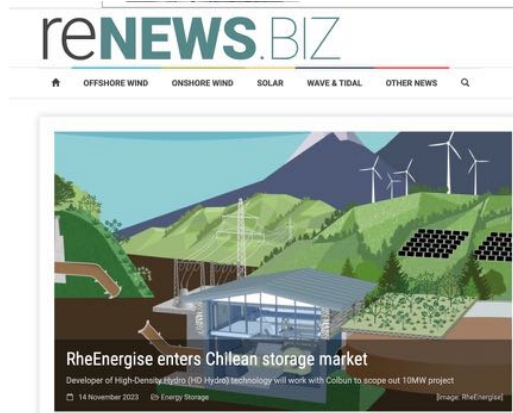 reNEWS.BIZ
OFFSHORE WIND ONSHORE WIND SOLAR WAVE & TIDAL OTHER NEWS
RheEnergise enters Chilean storage market
Developer of High-Density Hydro (HD Hydro) technology will work with Colbun to scope out 10MW project
14 November 2023 Energy Storage [Image: RheEnergise]